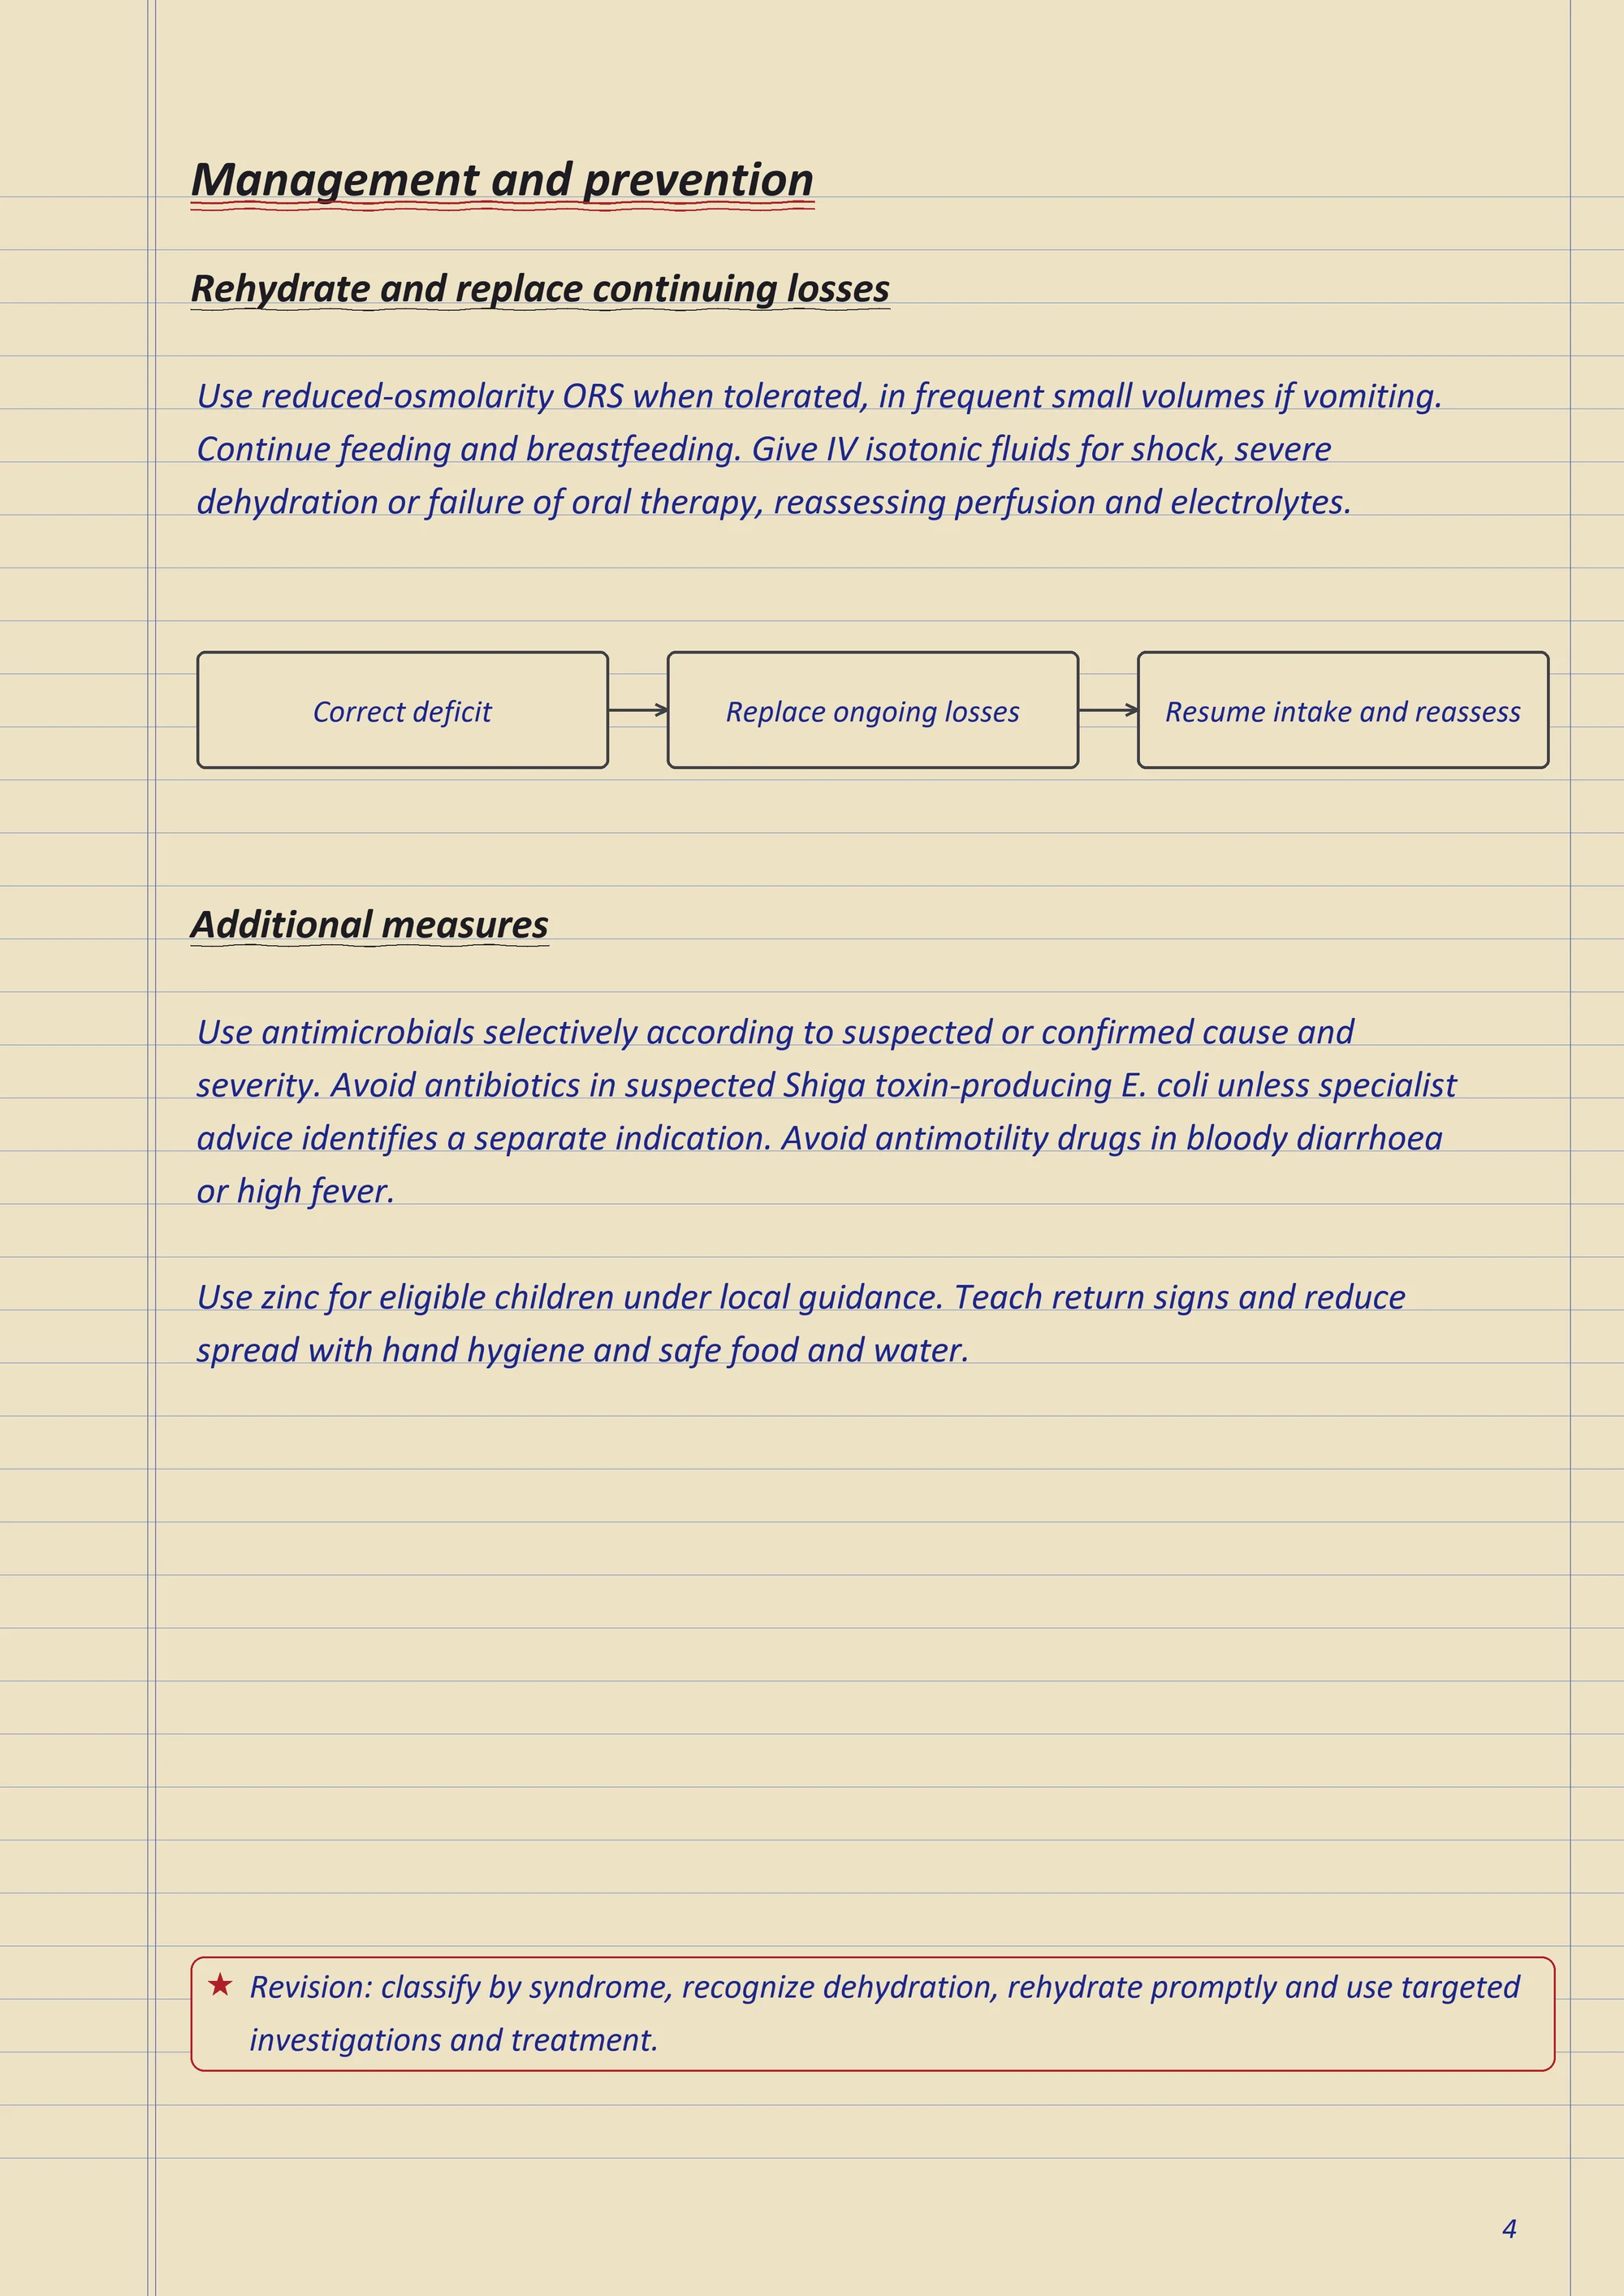 Management and prevention
Rehydrate and replace continuing losses
Use reduced-osmolarity ORS when tolerated, in frequent small volumes if vomiting.
Continue feeding and breastfeeding. Give IV isotonic fluids for shock, severe
dehydration or failure of oral therapy, reassessing perfusion and electrolytes.
Correct deficit
Replace ongoing losses
Resume intake and reassess
Additional measures
Use antimicrobials selectively according to suspected or confirmed cause and
severity. Avoid antibiotics in suspected Shiga toxin-producing E. coli unless specialist
advice identifies a separate indication. Avoid antimotility drugs in bloody diarrhoea
or high fever.
Use zinc for eligible children under local guidance. Teach return signs and reduce
spread with hand hygiene and safe food and water.
★ Revision: classify by syndrome, recognize dehydration, rehydrate promptly and use targeted
investigations and treatment.
4